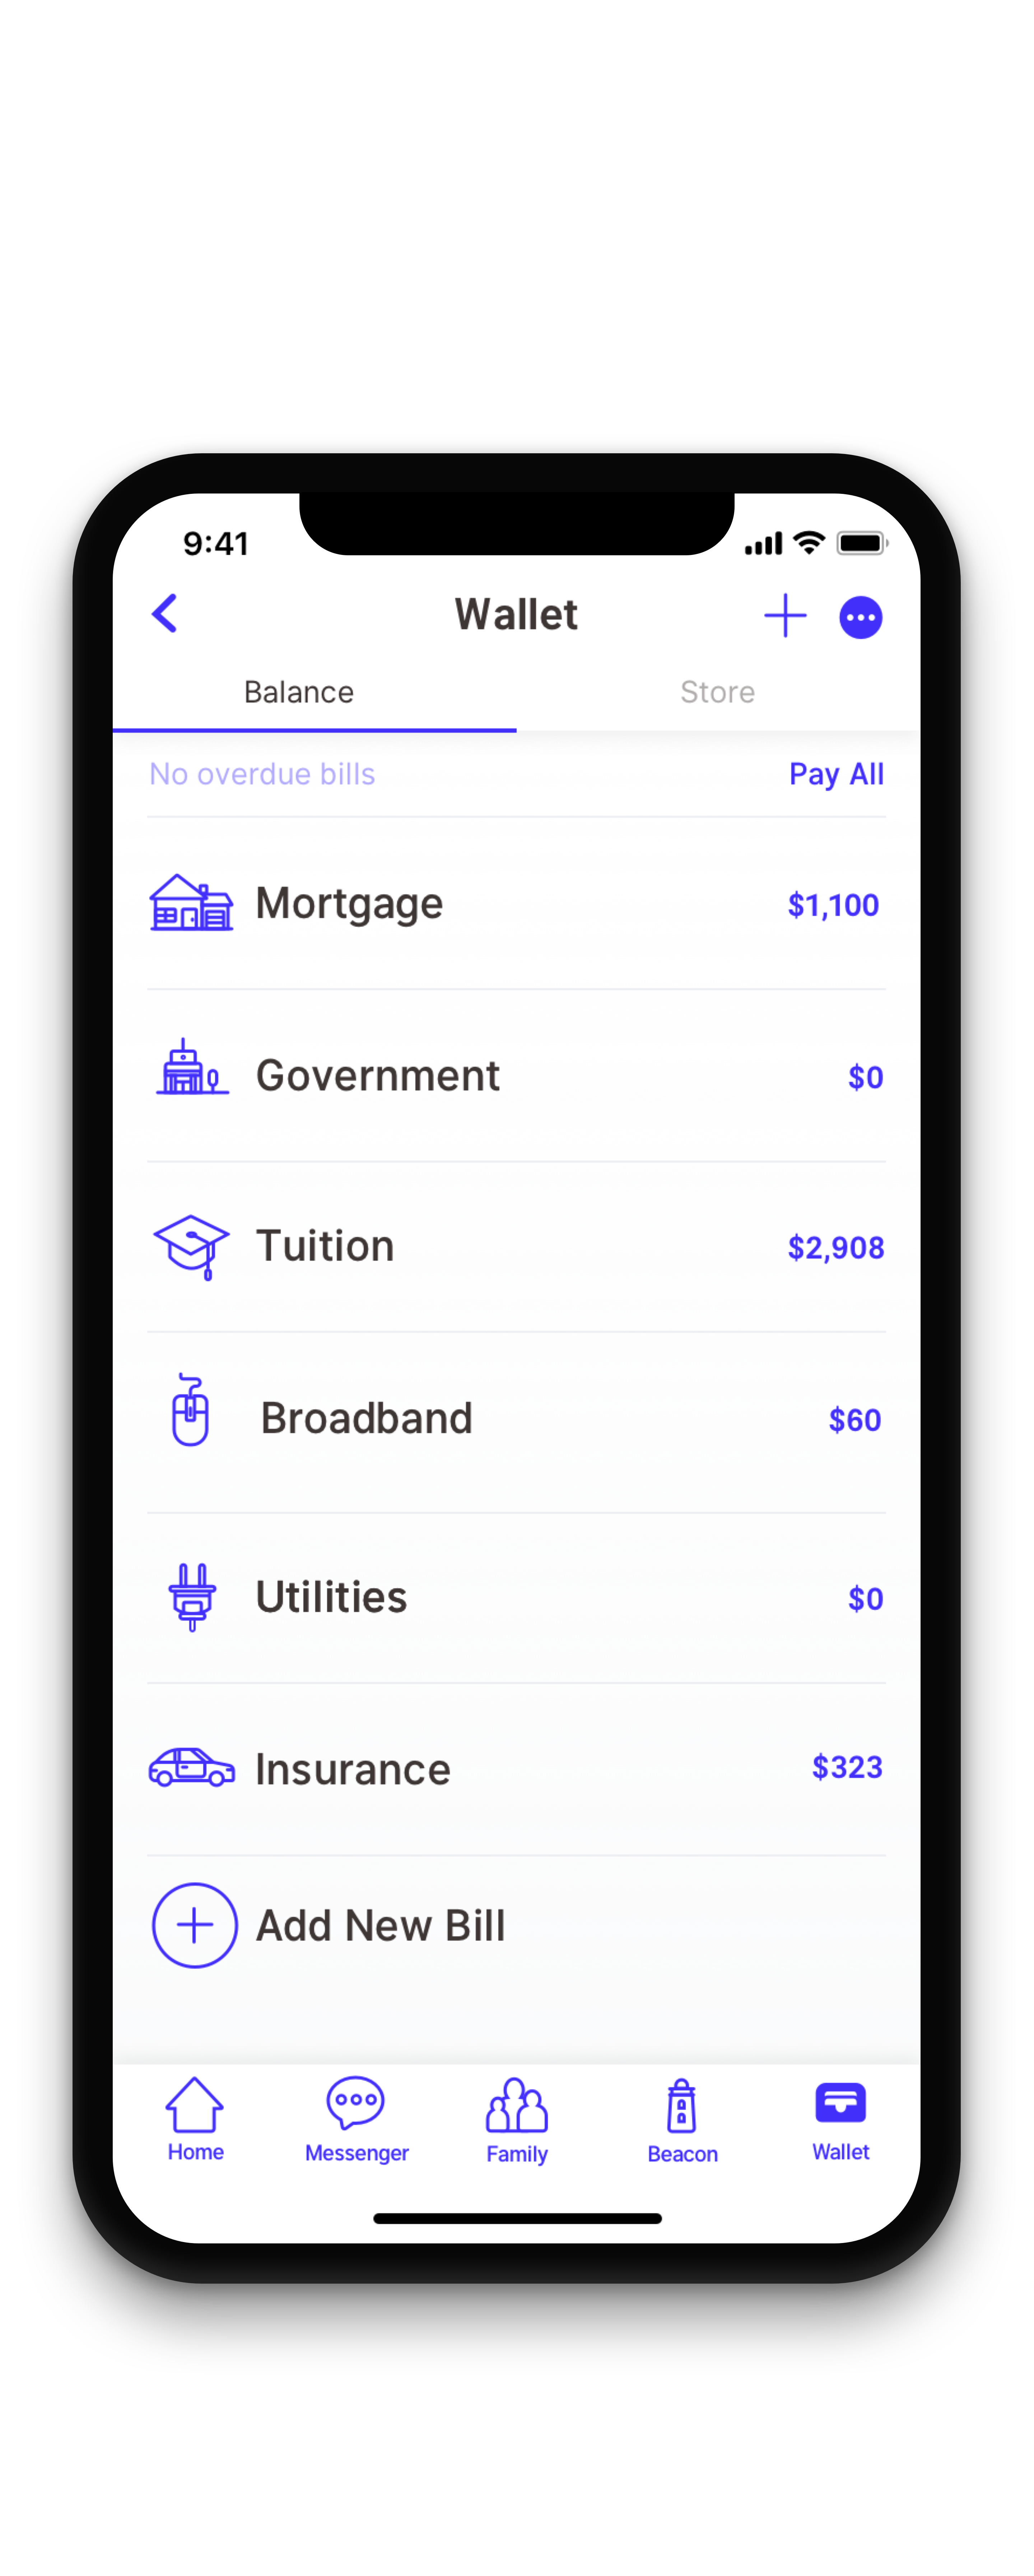 9:41
Wallet
Balance Store
No overdue bills Pay All
Mortgage $1,100
Government $0
Tuition $2,908
Broadband $60
Utilities $0
Insurance $323
Add New Bill
Home Messenger Family Beacon Wallet